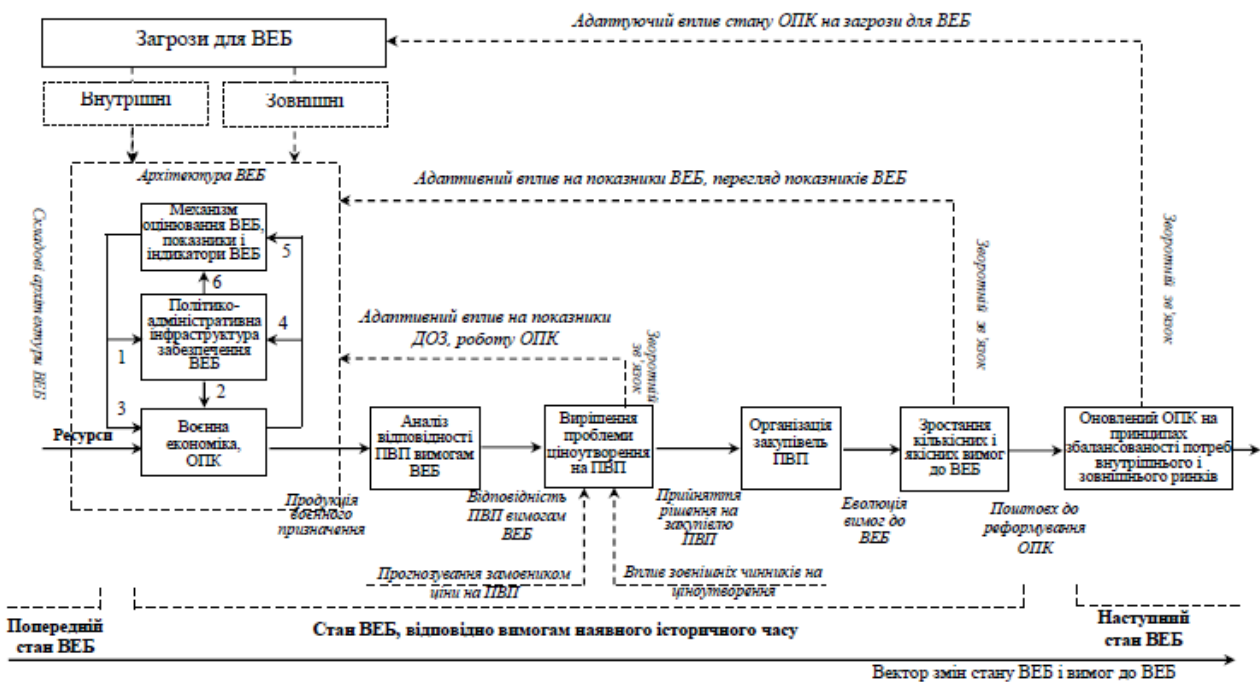 Адаптуючий вплив стану ОПК на загрози для ВЕБ
Загрози для ВЕБ
Внутрішні
Зовнішні
Архітектура ВЕБ
Адаптивний вплив на показники ВЕБ, перегляд показників ВЕБ
Складові архітектури ВЕБ
Механізм
оцінювання ВЕБ,
показники і
індикатори ВЕБ
5
6
Політико-
адміністративна
інфраструктура
забезпечення
ВЕБ
4
1
2
3
Адаптивний вплив на показники
ДОЗ, роботу ОПК
Зворотній
зв'язок
Зворотній зв'язок
Зворотній зв'язок
Ресурси
Воєнна
економіка,
ОПК
Аналіз
відповідності
ПВП вимогам
ВЕБ
Вирішення
проблеми
ціноутворення
на ПВП
Організація
закупівель
ПВП
Зростання
кількісних і
якісних вимог
до ВЕБ
Оновлений ОПК на
принципах
збалансованості потреб
внутрішнього і
зовнішнього ринків
Продукція
воєнного
призначення
Відповідність
ПВП вимогам
ВЕБ
Прийняття
рішення на
закупівлю
ПВП
Еволюція
вимог до
ВЕБ
Поштовх до
реформування
ОПК
Прогнозування замовником
ціни на ПВП
Вплив зовнішніх чинників на
ціноутворення
Попередній
стан ВЕБ
Стан ВЕБ, відповідно вимогам наявного історичного часу
Наступний
стан ВЕБ
Вектор змін стану ВЕБ і вимог до ВЕБ